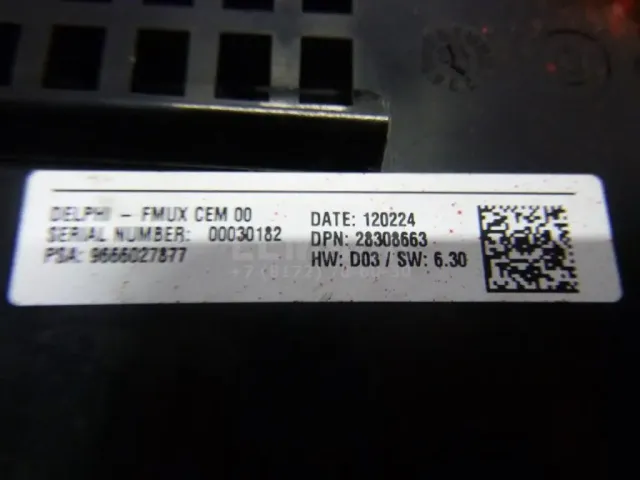 DELPHI - FMUX CEM 00
SERIAL NUMBER: 00030182
PSA: 9666027877
DATE: 120224
DPN: 28308663
HW: D03 / SW: 6.30